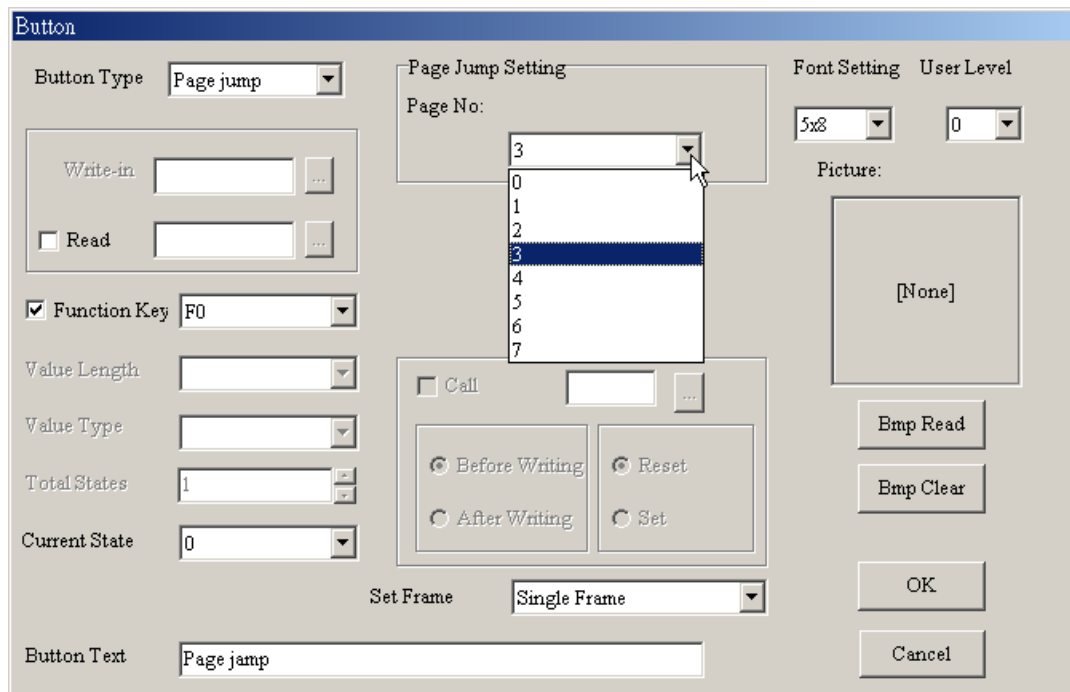 Button
Button Type
Page jump
Write-in
...
Read
...
Function Key
F0
Value Length
Value Type
Total States
1
Current State
0
Page Jump Setting
Page No:
3
0
1
2
3
4
5
6
7
Call
...
Before Writing
After Writing
Reset
Set
Set Frame
Single Frame
Button Text
Page jamp
Font Setting
User Level
5x8
0
Picture:
[None]
Bmp Read
Bmp Clear
OK
Cancel